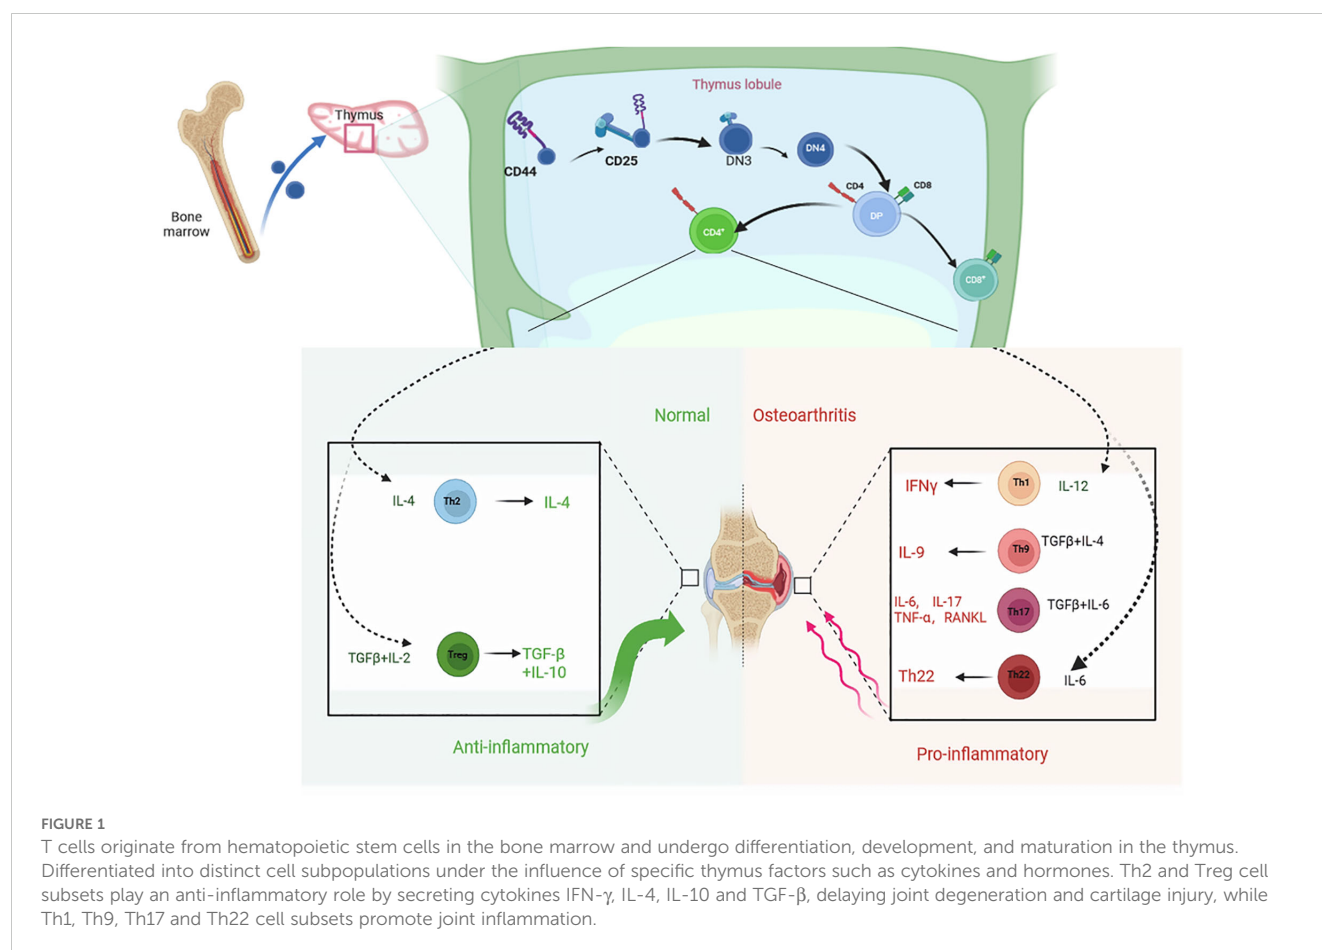 Thymus lobule
Thymus
Bone
marrow
CD44
CD25
DN3
DN4
CD4
CD8
DP
CD4⁺
CD8⁺
Normal
Osteoarthritis
IL-4
Th2
IL-4
TGFβ+IL-2
Treg
TGF-β
+IL-10
Anti-inflammatory
IFNγ
Th1
IL-12
IL-9
Th9
TGFβ+IL-4
IL-6, IL-17
TNF-α, RANKL
Th17
TGFβ+IL-6
Th22
Th22
IL-6
Pro-inflammatory
FIGURE 1
T cells originate from hematopoietic stem cells in the bone marrow and undergo differentiation, development, and maturation in the thymus.
Differentiated into distinct cell subpopulations under the influence of specific thymus factors such as cytokines and hormones. Th2 and Treg cell
subsets play an anti-inflammatory role by secreting cytokines IFN-γ, IL-4, IL-10 and TGF-β, delaying joint degeneration and cartilage injury, while
Th1, Th9, Th17 and Th22 cell subsets promote joint inflammation.